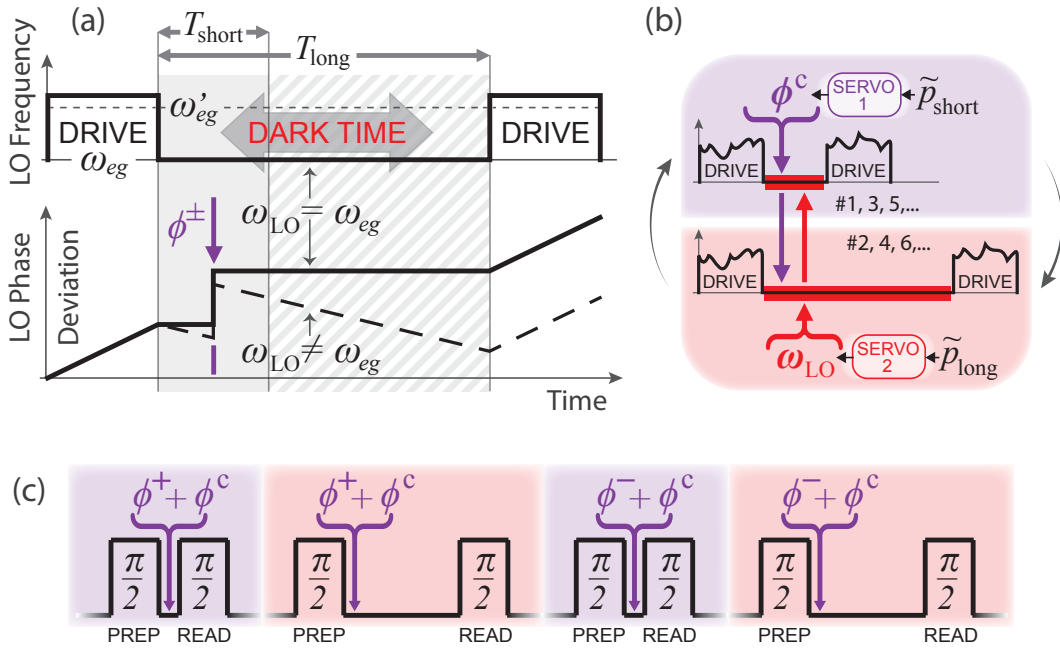 (a)
T_short
T_long
LO Frequency
DRIVE
ω'_eg
DARK TIME
DRIVE
ω_eg
ϕ^±
ω_LO = ω_eg
LO Phase
Deviation
ω_LO ≠ ω_eg
Time
(b)
ϕ^c
SERVO
1
p̃_short
DRIVE
DRIVE
#1, 3, 5,...
#2, 4, 6,...
DRIVE
DRIVE
ω_LO
SERVO
2
p̃_long
(c)
ϕ^+ + ϕ^c
ϕ^+ + ϕ^c
ϕ^- + ϕ^c
ϕ^- + ϕ^c
π/2
π/2
π/2
π/2
π/2
π/2
π/2
π/2
PREP
READ
PREP
READ
PREP
READ
PREP
READ